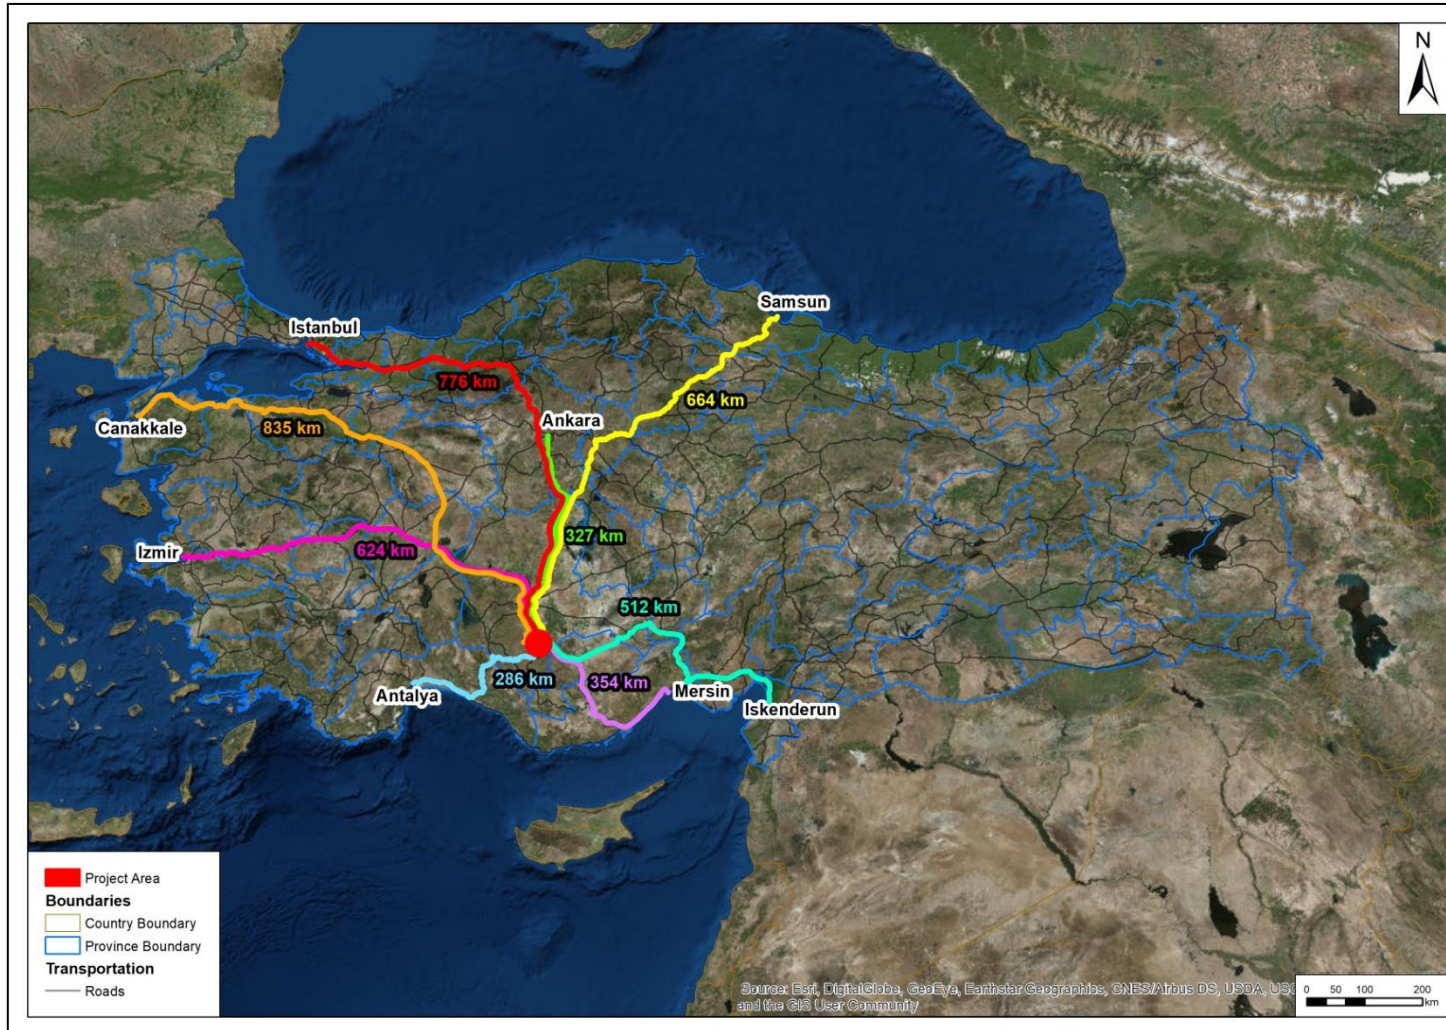 N
Samsun
Istanbul
776 km
664 km
Ankara
Canakkale
835 km
327 km
Izmir
624 km
512 km
286 km
354 km
Mersin
Antalya
Iskenderun
Project Area
Boundaries
Country Boundary
Province Boundary
Transportation
Roads
Source: Esri, DigitalGlobe, GeoEye, Earthstar Geographics, CNES/Airbus DS, USDA,
and the GIS User Community
0 50 100 200
km